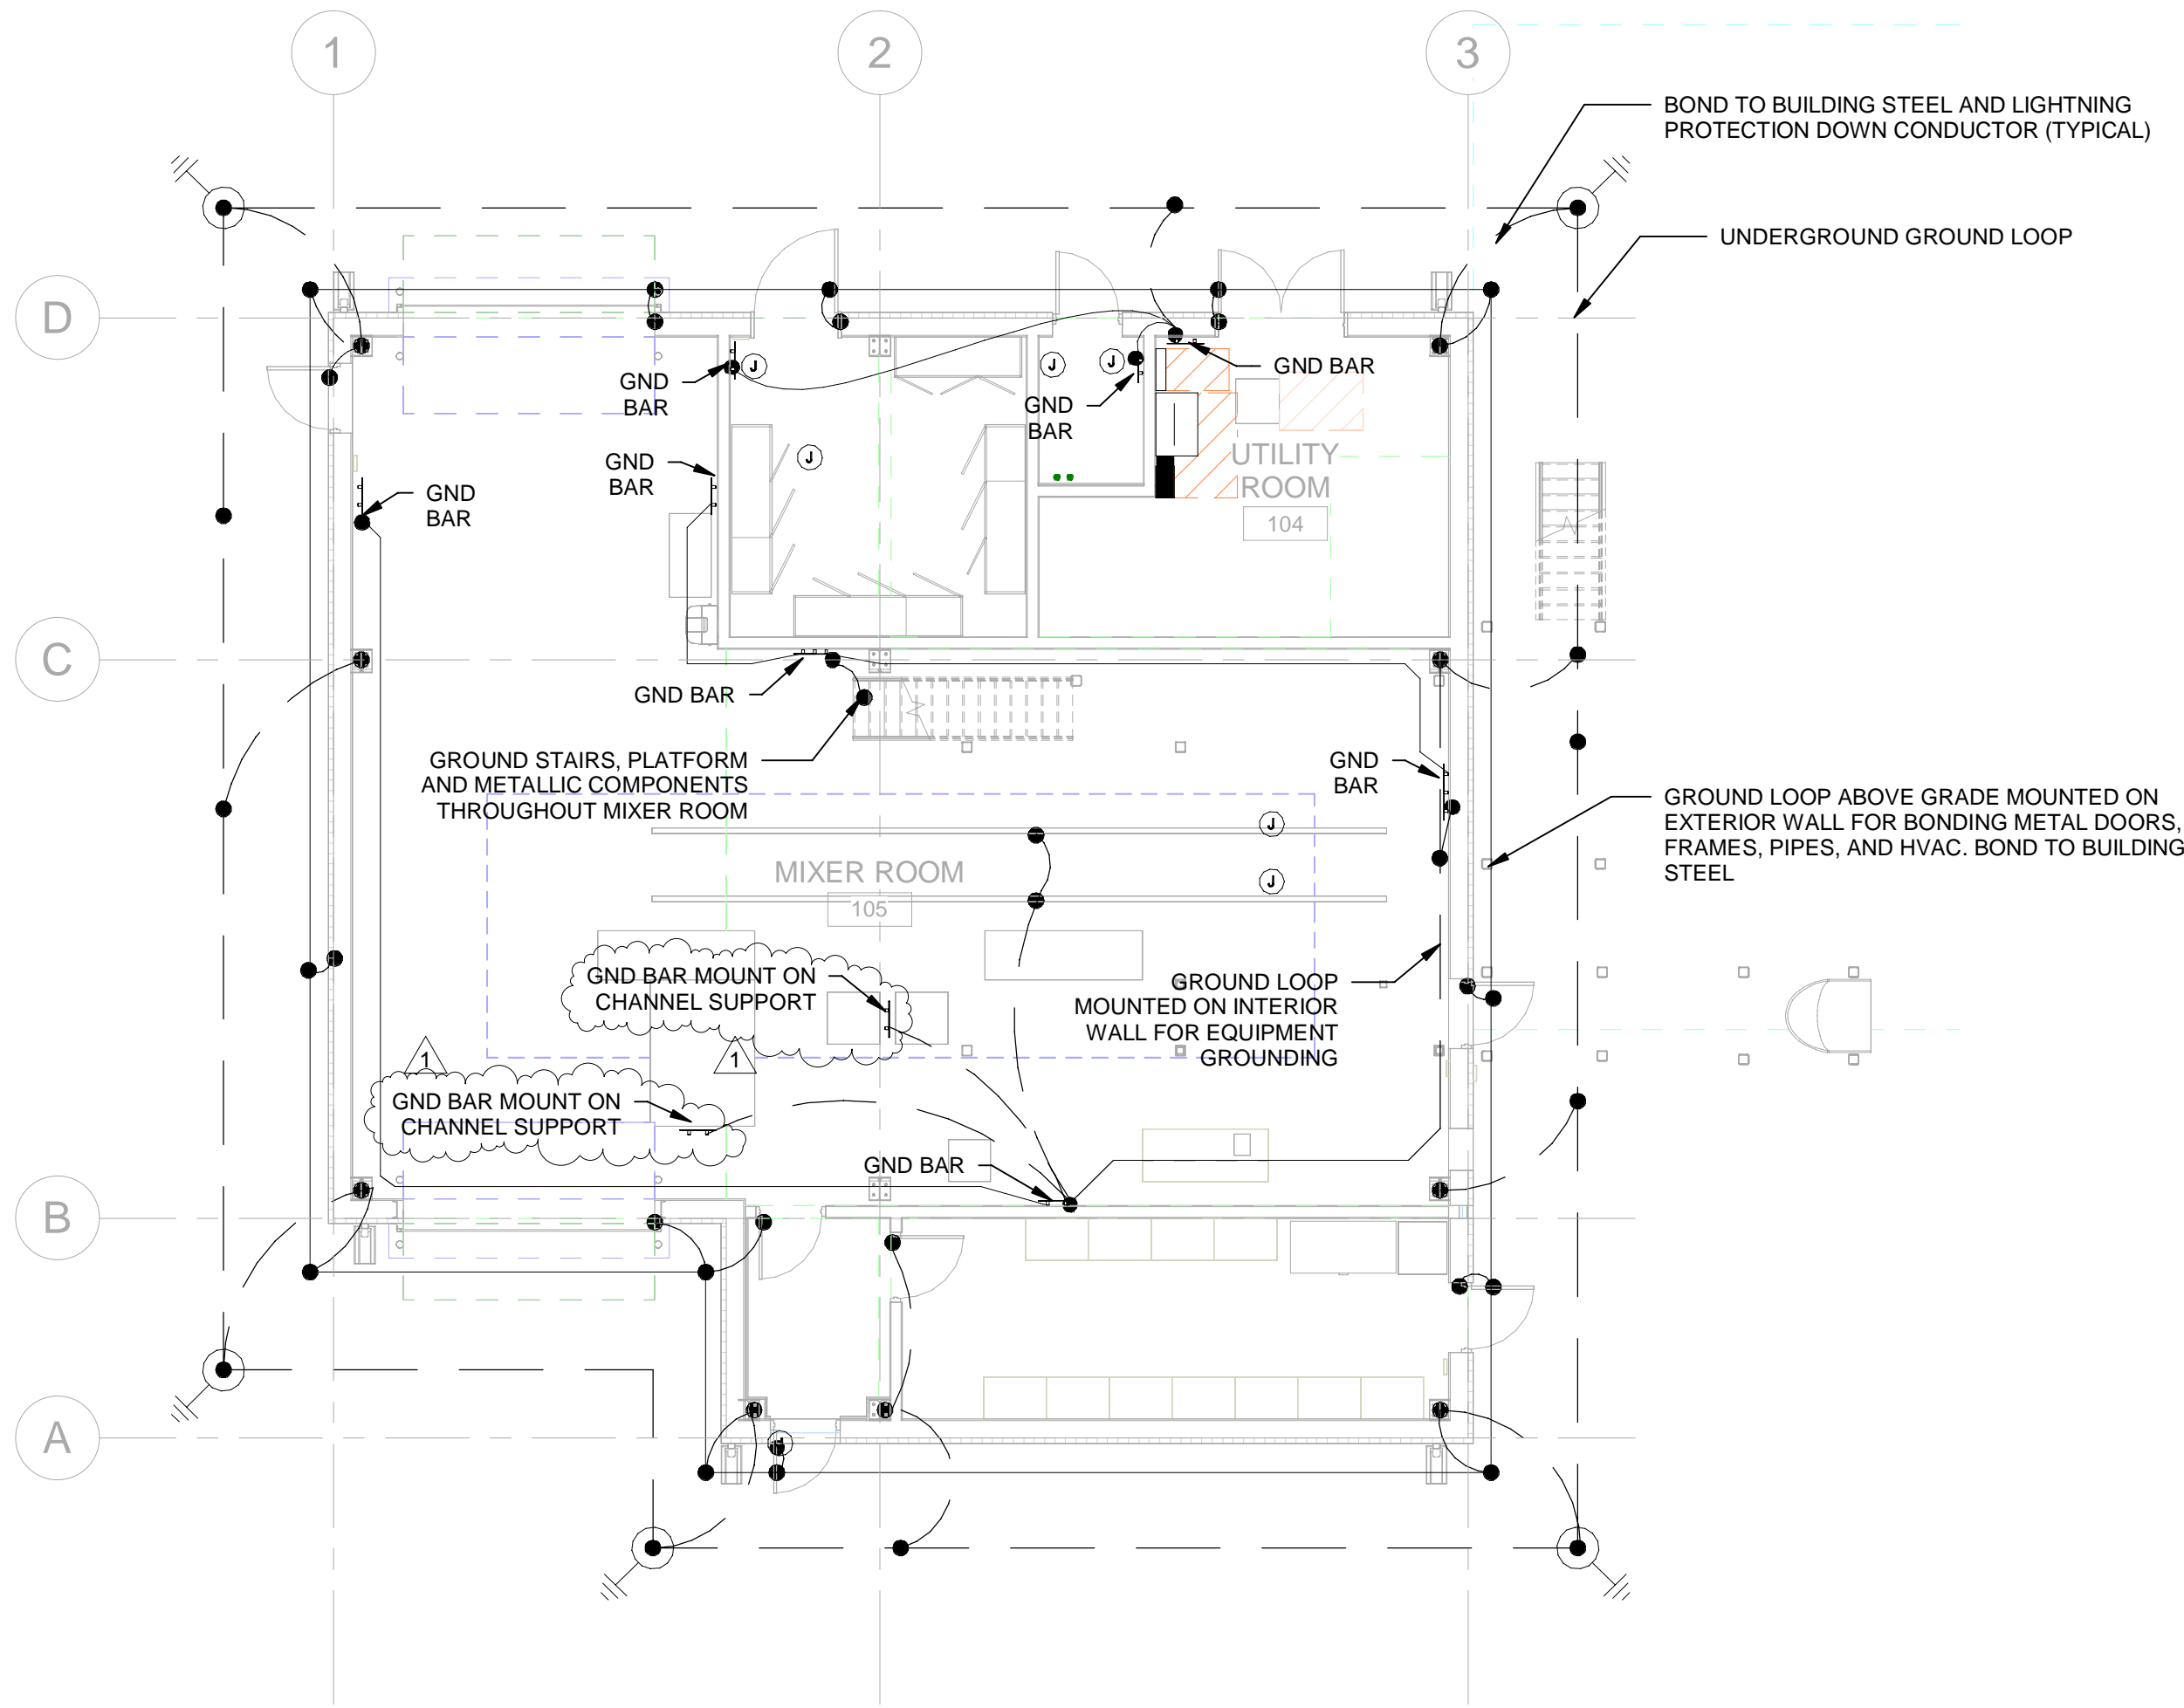 1
2
3
BOND TO BUILDING STEEL AND LIGHTNING
PROTECTION DOWN CONDUCTOR (TYPICAL)
UNDERGROUND GROUND LOOP
D
GND
BAR
J
J
J
GND BAR
GND
BAR
UTILITY
ROOM
104
J
GND
BAR
GND
BAR
C
GND BAR
GROUND STAIRS, PLATFORM
AND METALLIC COMPONENTS
THROUGHOUT MIXER ROOM
GND
BAR
GROUND LOOP ABOVE GRADE MOUNTED ON
EXTERIOR WALL FOR BONDING METAL DOORS,
FRAMES, PIPES, AND HVAC. BOND TO BUILDING
STEEL
J
J
MIXER ROOM
105
GND BAR MOUNT ON
CHANNEL SUPPORT
GROUND LOOP
MOUNTED ON INTERIOR
WALL FOR EQUIPMENT
GROUNDING
1
1
GND BAR MOUNT ON
CHANNEL SUPPORT
GND BAR
B
A
J